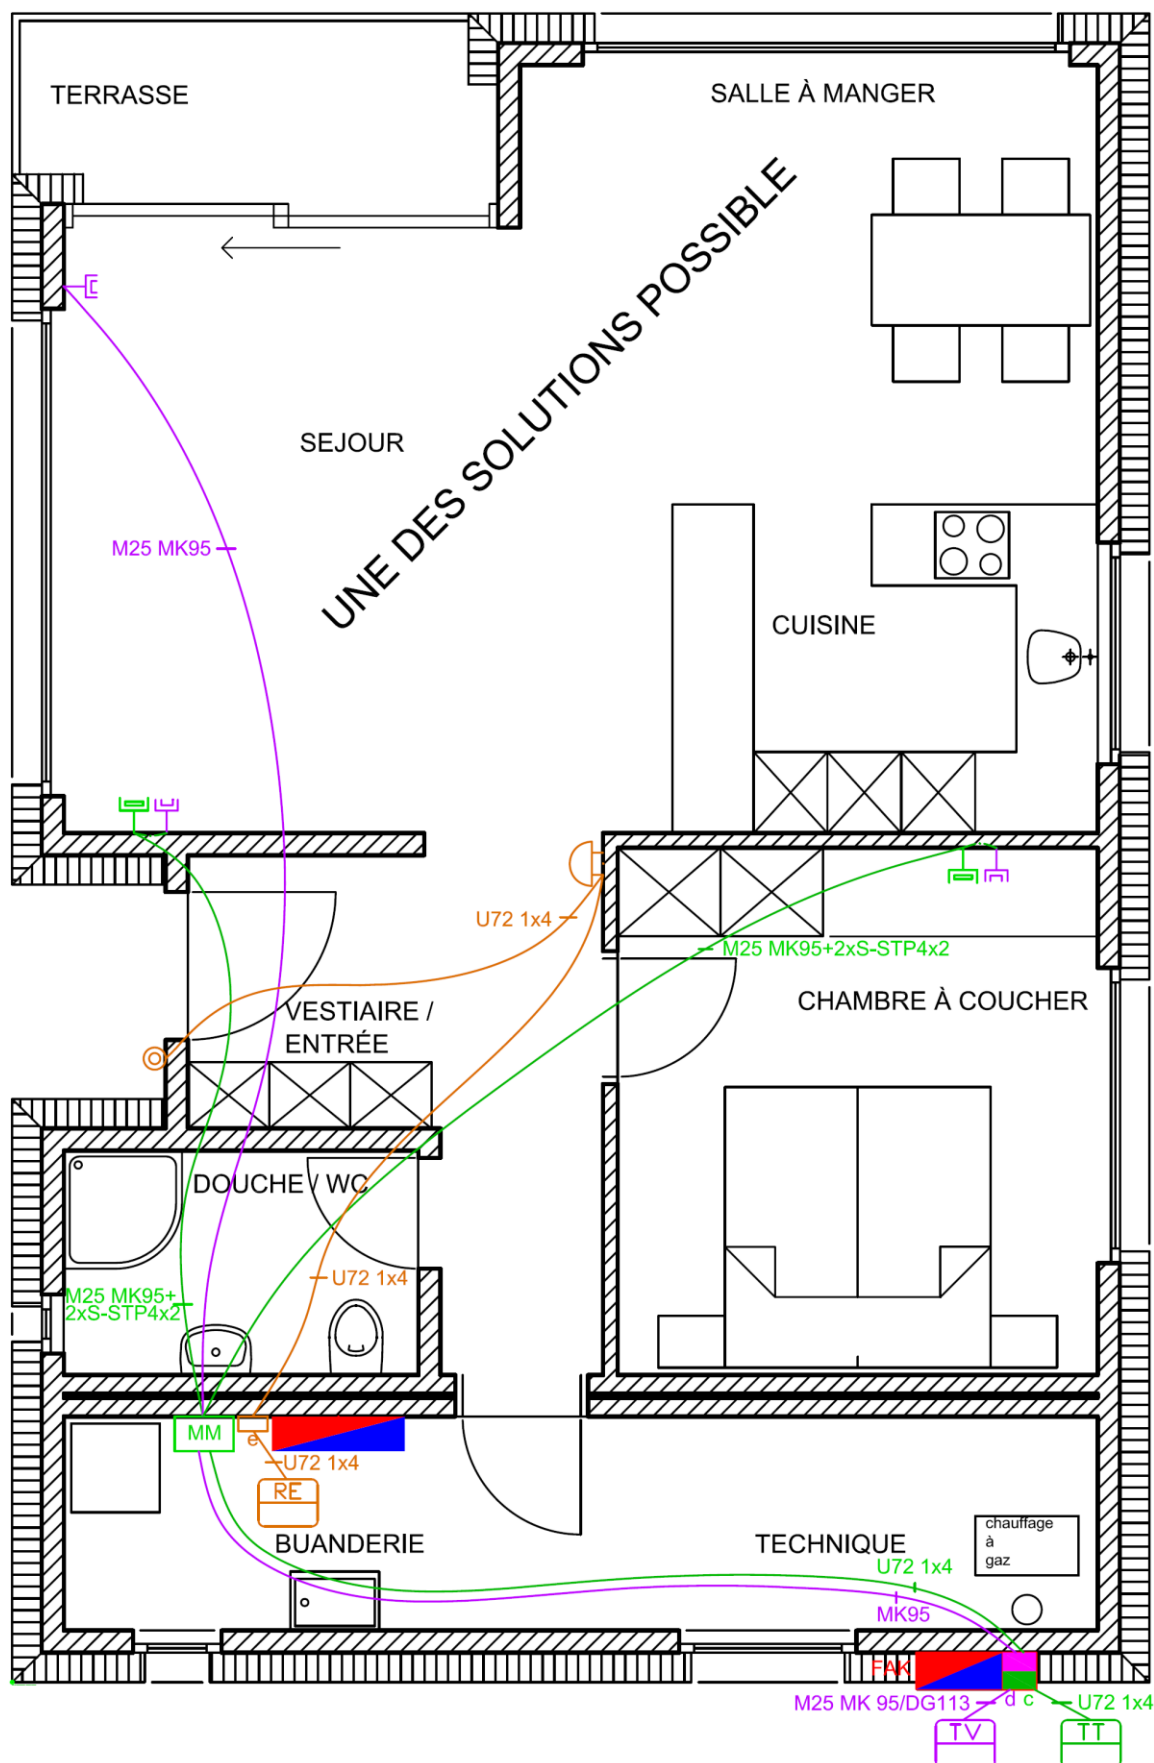 TERRASSE
SALLE À MANGER
UNE DES SOLUTIONS POSSIBLE
SEJOUR
M25 MK95
CUISINE
U72 1x4
M25 MK95+2xS-STP4x2
CHAMBRE À COUCHER
VESTIAIRE /
ENTRÉE
DOUCHE / WC
U72 1x4
M25 MK95+
2xS-STP4x2
MM
e
U72 1x4
RE
BUANDERIE
TECHNIQUE
chauffage
à
gaz
U72 1x4
MK95
FAK
M25 MK 95/DG113
d c
U72 1x4
TV
TT